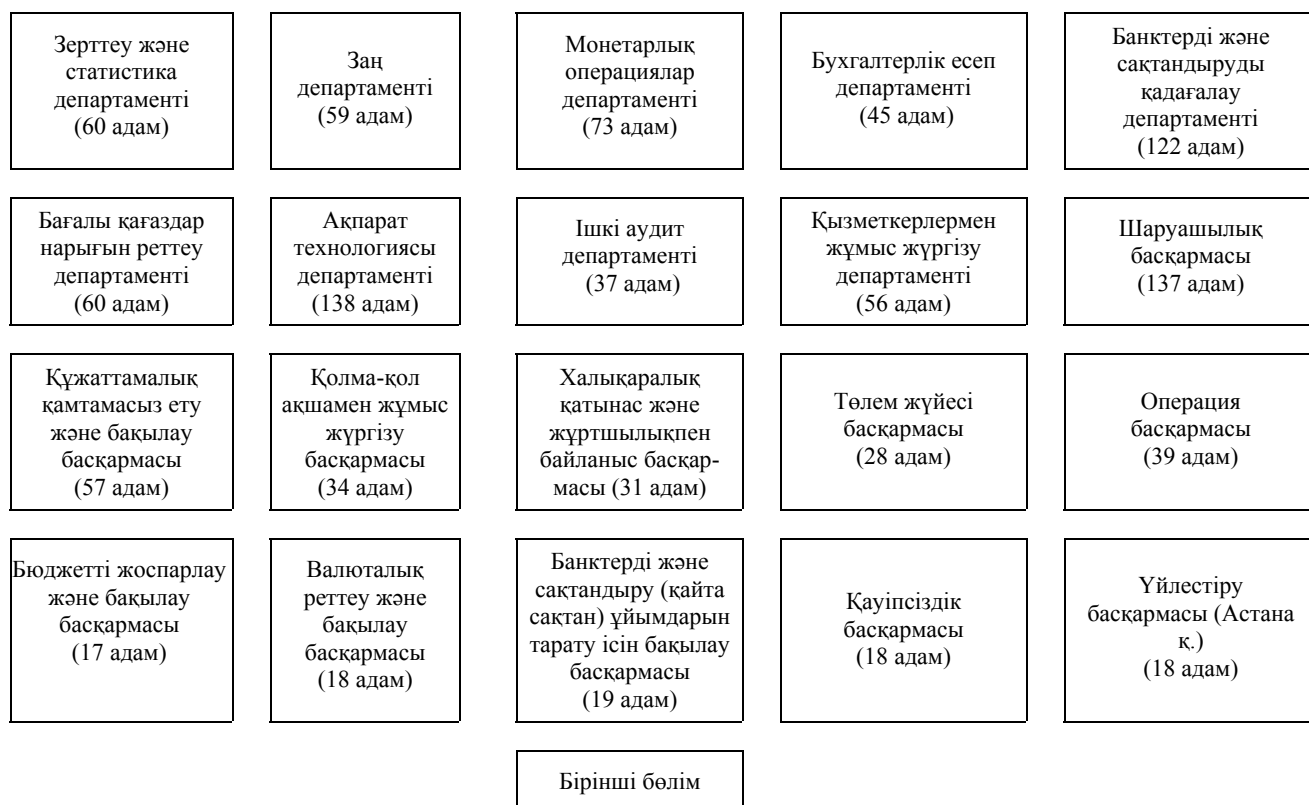 Зерттеу және
статистика
департаменті
(60 адам)
Заң
департаменті
(59 адам)
Монетарлық
операциялар
департаменті
(73 адам)
Бухгалтерлік есеп
департаменті
(45 адам)
Банктерді және
сақтандыруды
қадағалау
департаменті
(122 адам)
Бағалы қағаздар
нарығын реттеу
департаменті
(60 адам)
Ақпарат
технологиясы
департаменті
(138 адам)
Ішкі аудит
департаменті
(37 адам)
Қызметкерлермен
жұмыс жүргізу
департаменті
(56 адам)
Шаруашылық
басқармасы
(137 адам)
Құжаттамалық
қамтамасыз ету
және бақылау
басқармасы
(57 адам)
Қолма-қол
ақшамен жұмыс
жүргізу
басқармасы
(34 адам)
Халықаралық
қатынас және
жұртшылықпен
байланыс басқар-
масы (31 адам)
Төлем жүйесі
басқармасы
(28 адам)
Операция
басқармасы
(39 адам)
Бюджетті жоспарлау
және бақылау
басқармасы
(17 адам)
Валюталық
реттеу және
бақылау
басқармасы
(18 адам)
Банктерді және
сақтандыру (қайта
сақтан) ұйымдарын
тарату ісін бақылау
басқармасы
(19 адам)
Қауіпсіздік
басқармасы
(18 адам)
Үйлестіру
басқармасы (Астана
қ.)
(18 адам)
Бірінші бөлім